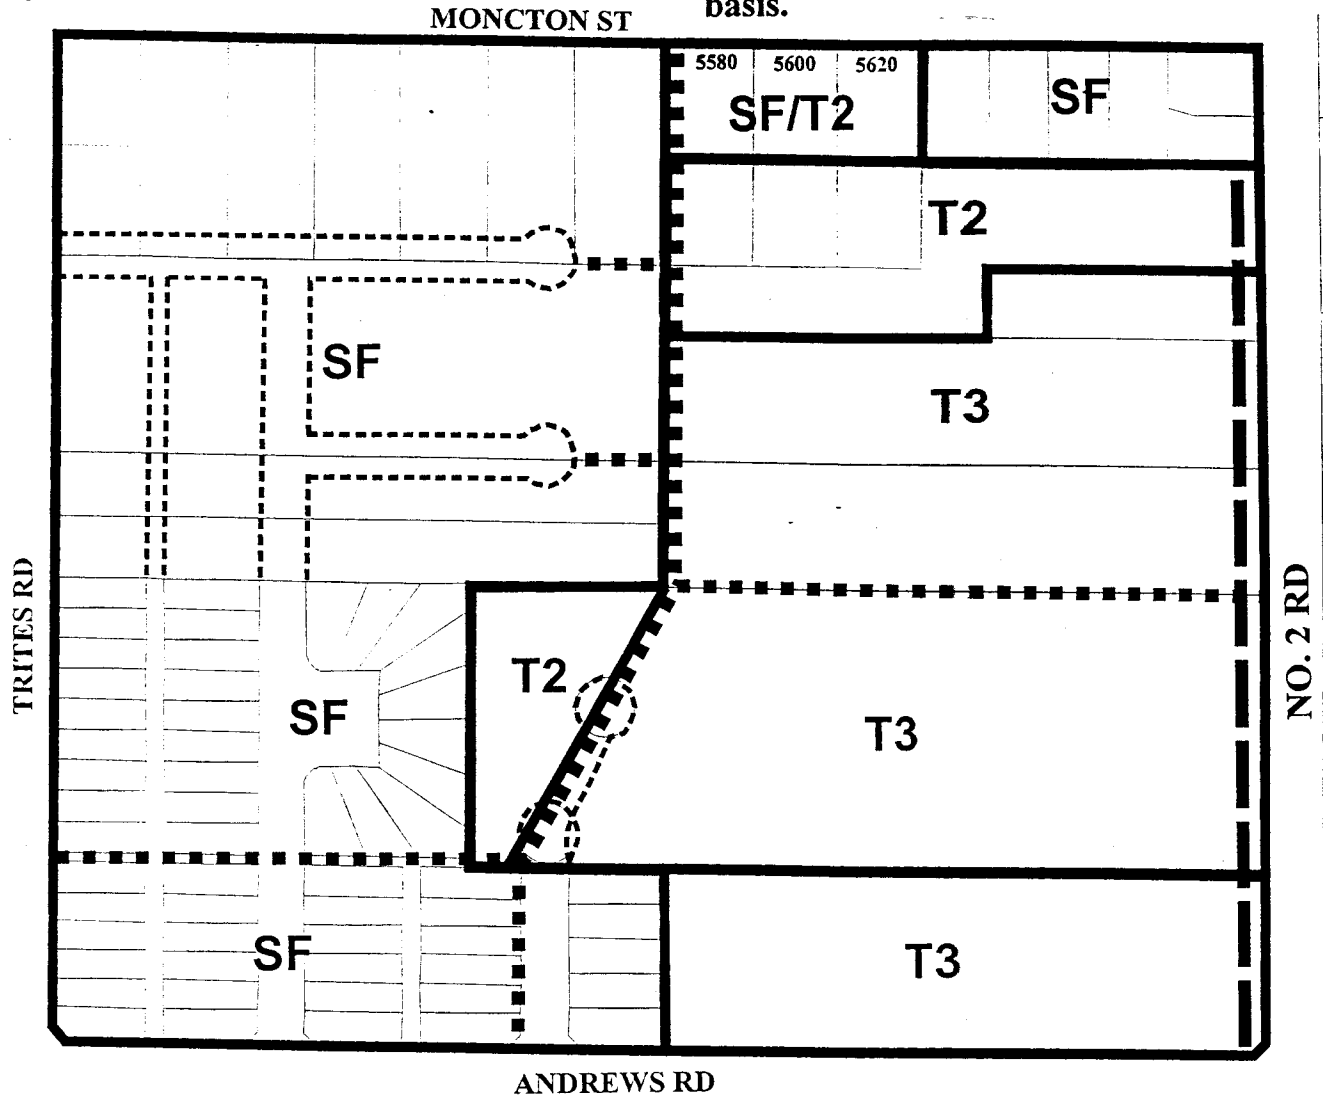 basis.
MONCTON ST
5580 5600 5620
SF/T2
SF
T2
SF
T3
TRITES RD
NO. 2 RD
T2
SF
T3
SF
T3
ANDREWS RD